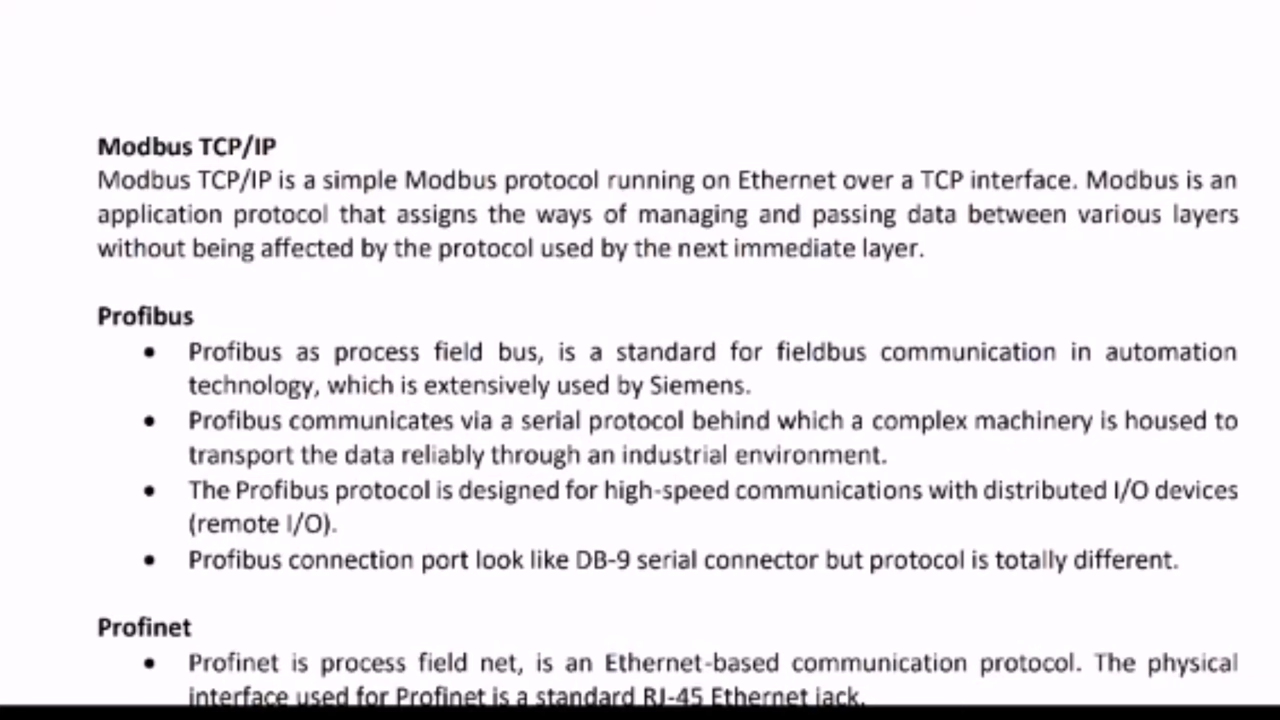 Modbus TCP/IP
Modbus TCP/IP is a simple Modbus protocol running on Ethernet over a TCP interface. Modbus is an
application protocol that assigns the ways of managing and passing data between various layers
without being affected by the protocol used by the next immediate layer.
Profibus
• Profibus as process field bus, is a standard for fieldbus communication in automation
technology, which is extensively used by Siemens.
• Profibus communicates via a serial protocol behind which a complex machinery is housed to
transport the data reliably through an industrial environment.
• The Profibus protocol is designed for high-speed communications with distributed I/O devices
(remote I/O).
• Profibus connection port look like DB-9 serial connector but protocol is totally different.
Profinet
• Profinet is process field net, is an Ethernet-based communication protocol. The physical
interface used for Profinet is a standard RJ-45 Ethernet jack.